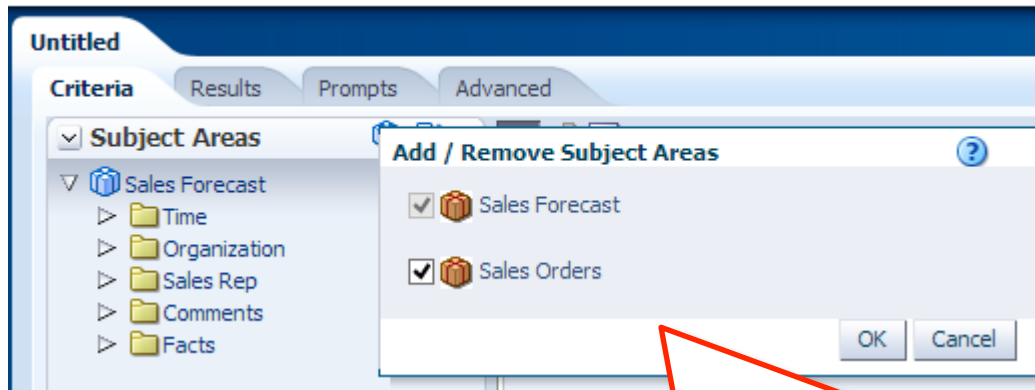 Untitled
Criteria Results Prompts Advanced
Subject Areas
Sales Forecast
Time
Organization
Sales Rep
Comments
Facts
Add / Remove Subject Areas ?
Sales Forecast
Sales Orders
OK Cancel